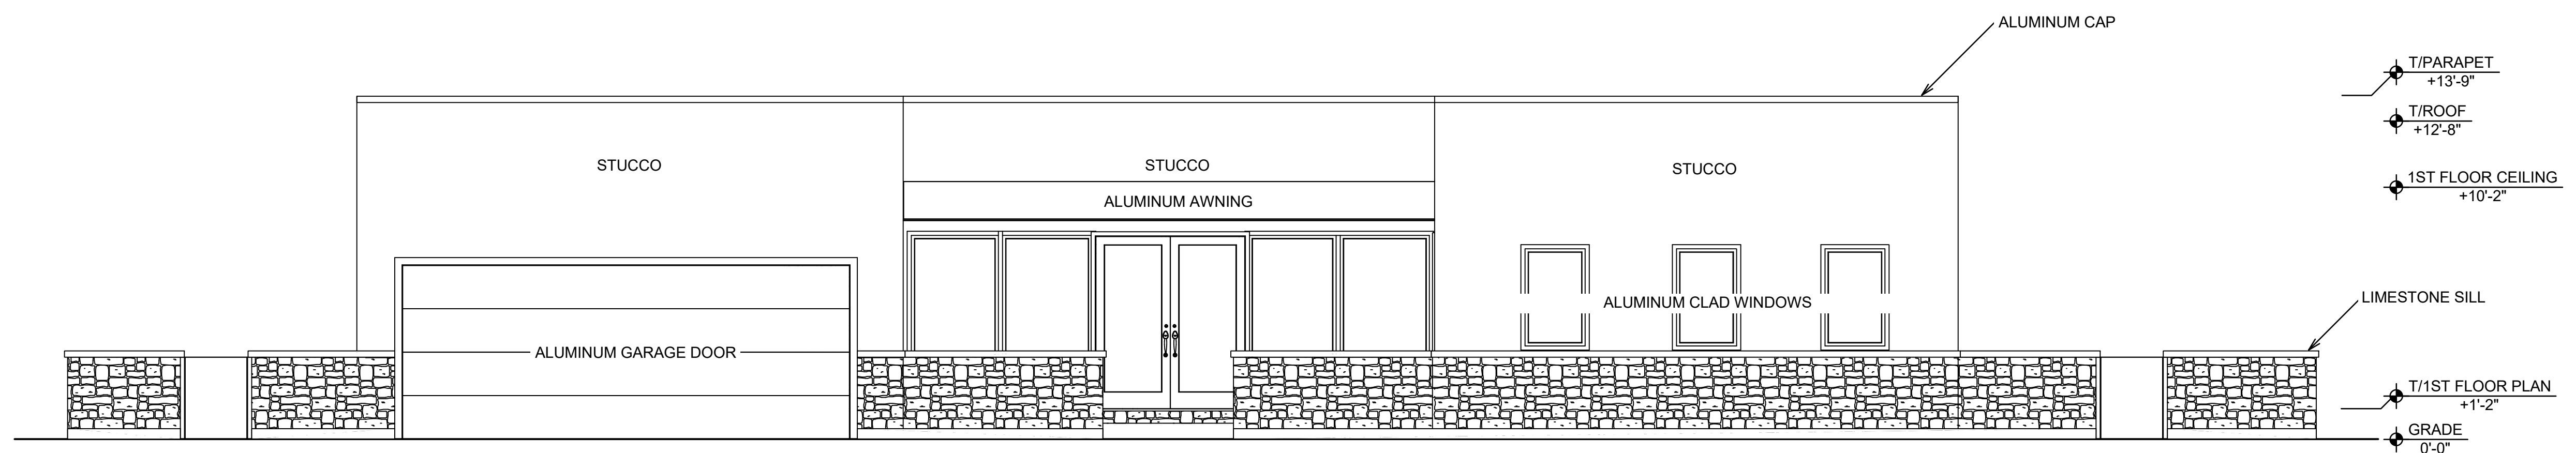 ALUMINUM CAP
T/PARAPET
+13'-9"
T/ROOF
+12'-8"
STUCCO
STUCCO
STUCCO
1ST FLOOR CEILING
+10'-2"
ALUMINUM AWNING
ALUMINUM CLAD WINDOWS
LIMESTONE SILL
ALUMINUM GARAGE DOOR
T/1ST FLOOR PLAN
+1'-2"
GRADE
0'-0"